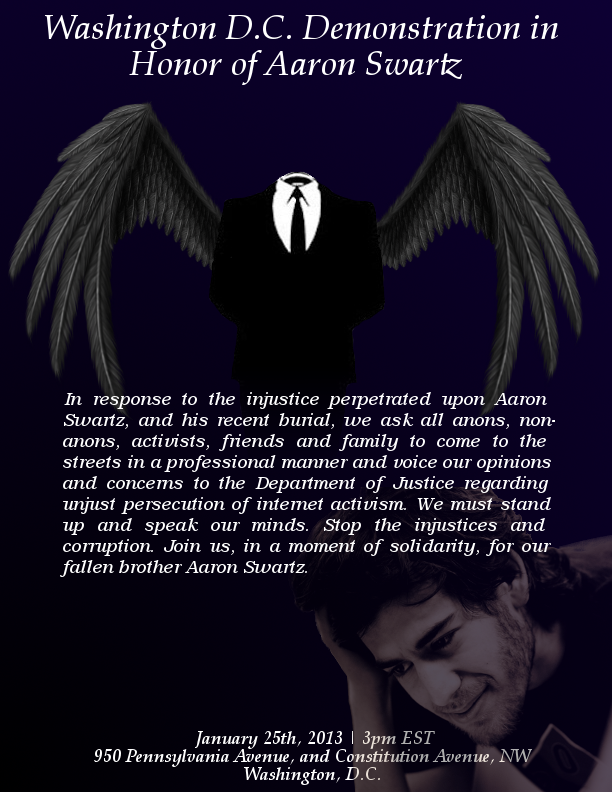 Washington D.C. Demonstration in
Honor of Aaron Swartz
In response to the injustice perpetrated upon Aaron
Swartz, and his recent burial, we ask all anons, non-
anons, activists, friends and family to come to the
streets in a professional manner and voice our opinions
and concerns to the Department of Justice regarding
unjust persecution of internet activism. We must stand
up and speak our minds. Stop the injustices and
corruption. Join us, in a moment of solidarity, for our
fallen brother Aaron Swartz.
January 25th, 2013 | 3pm EST
950 Pennsylvania Avenue, and Constitution Avenue, NW
Washington, D.C.